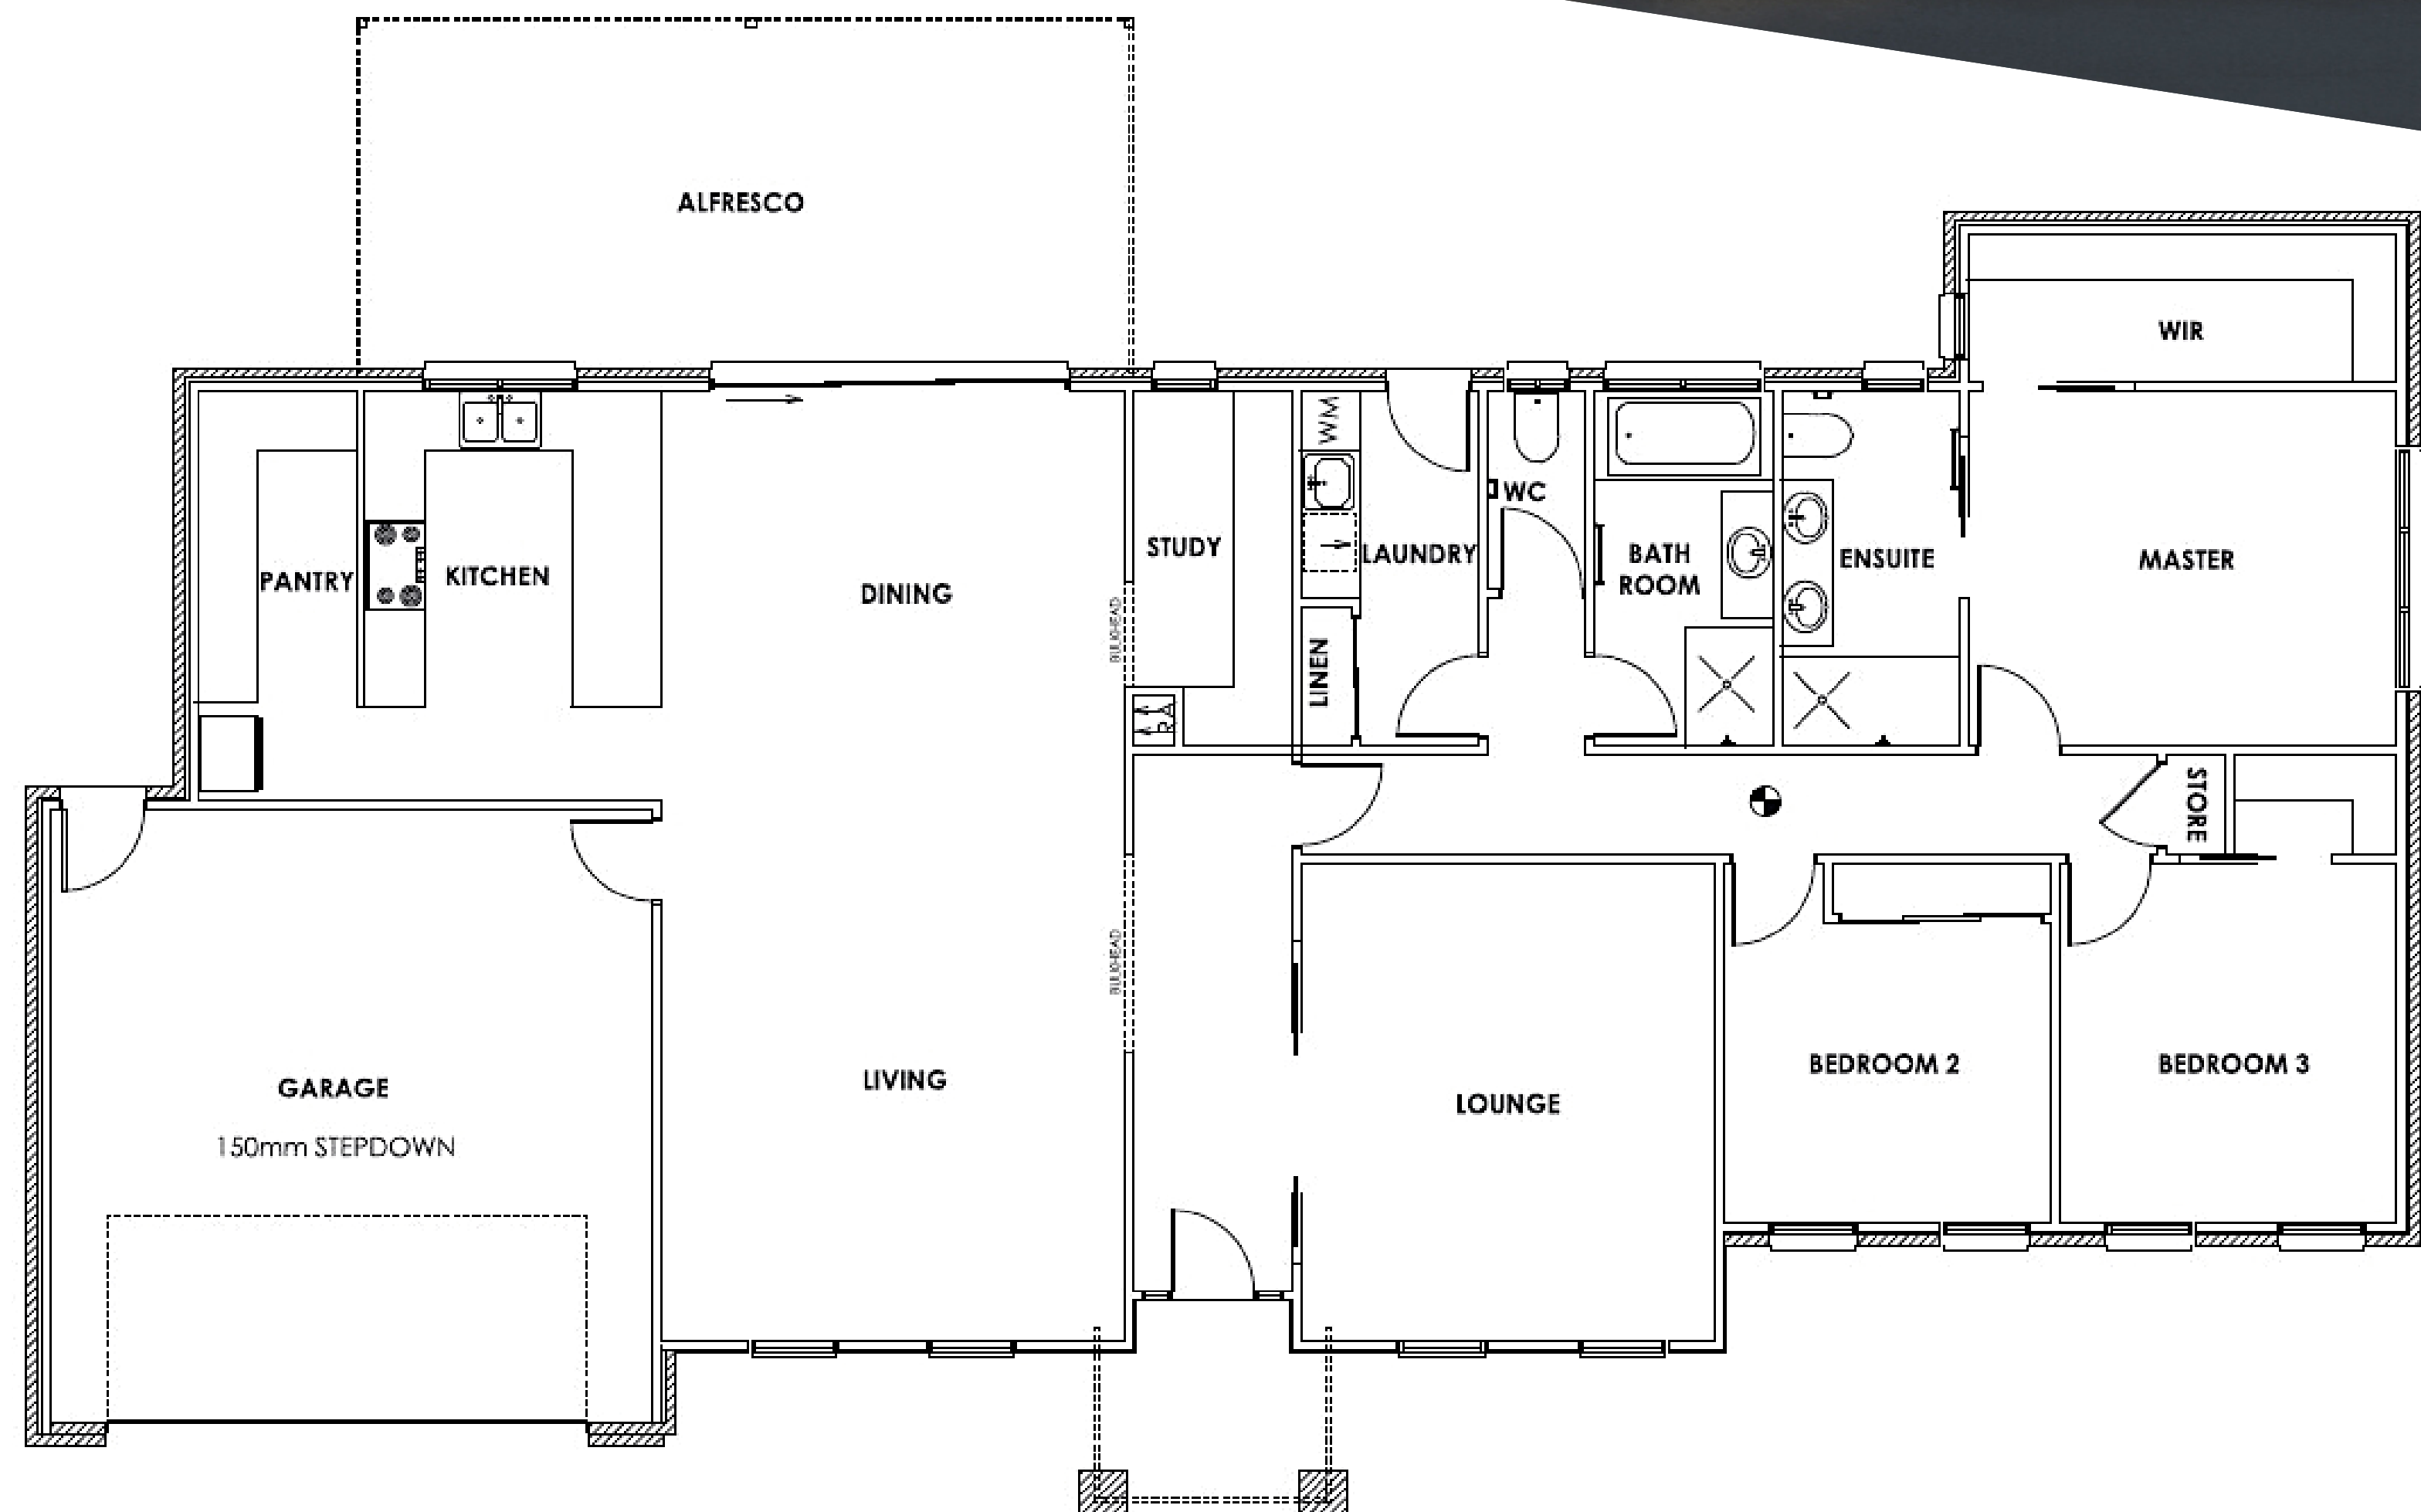 ALFRESCO
WIR
PANTRY
KITCHEN
DINING
BULKHEAD
STUDY
WM
LAUNDRY
LINEN
WC
BATH
ROOM
ENSUITE
MASTER
STORE
GARAGE
150mm STEPDOWN
LIVING
BULKHEAD
LOUNGE
BEDROOM 2
BEDROOM 3